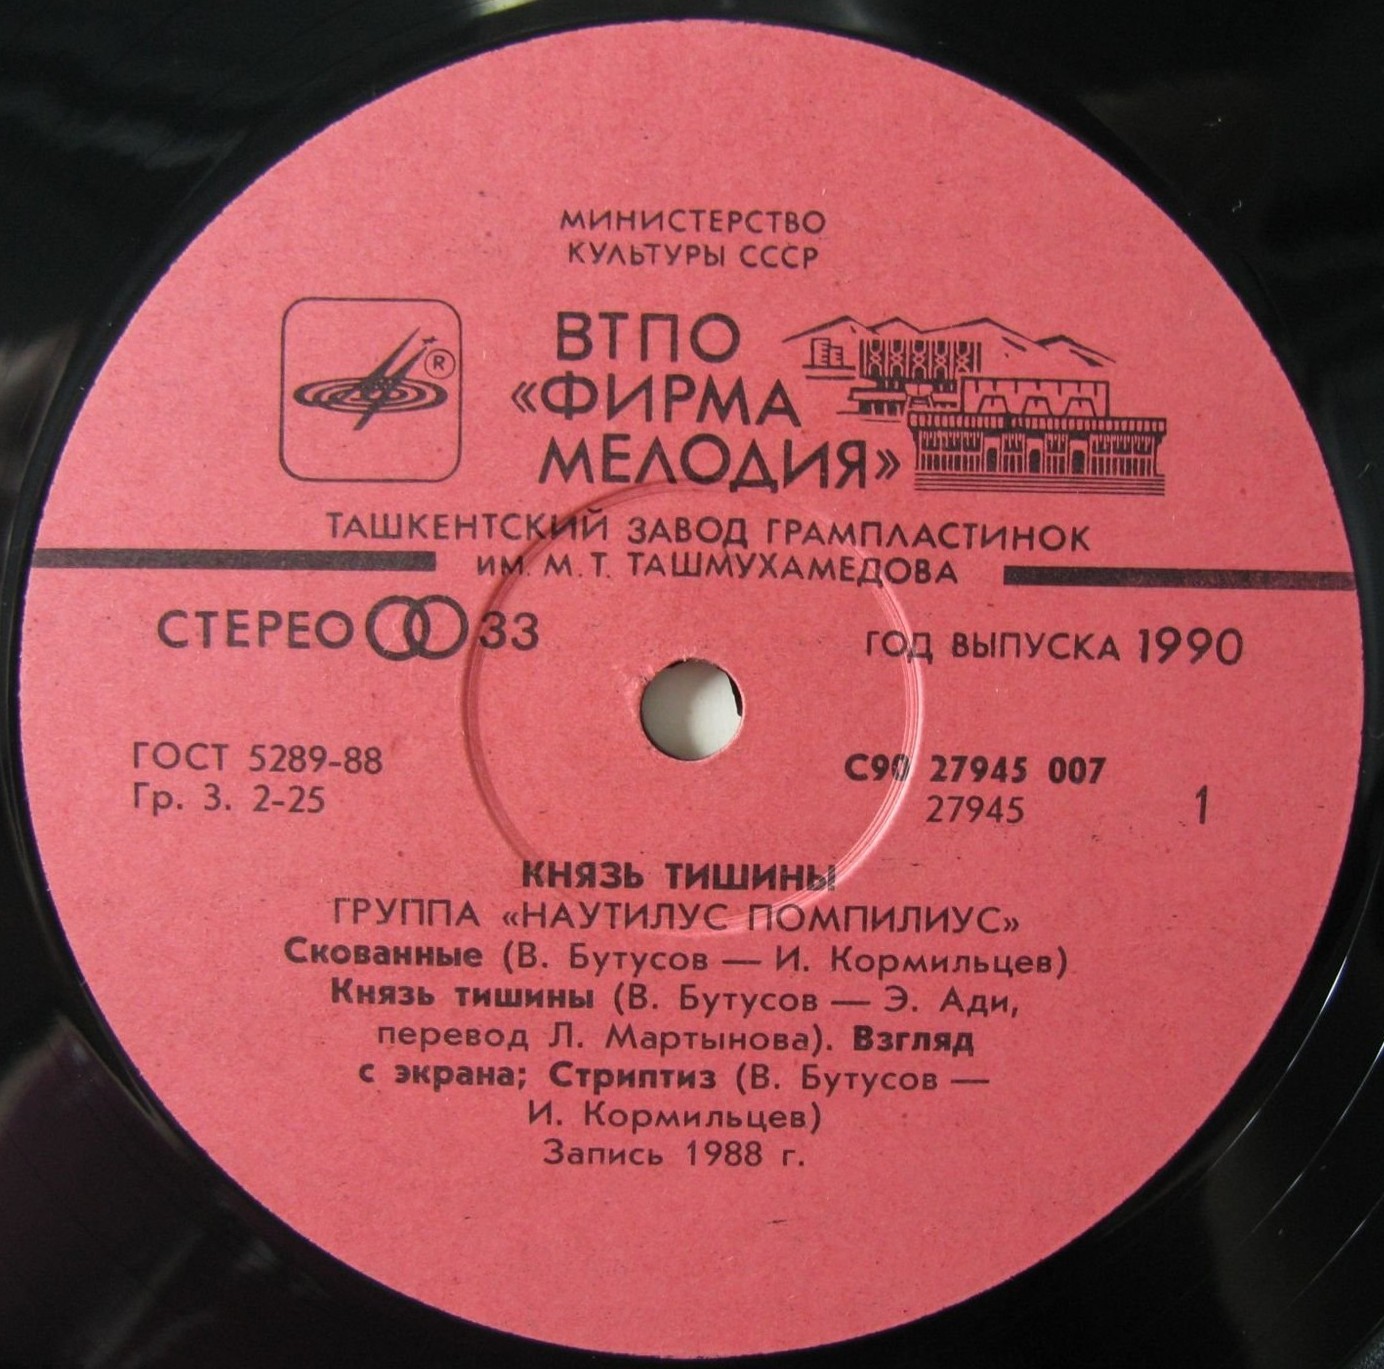 МИНИСТЕРСТВО
КУЛЬТУРЫ СССР
ВТПО
«ФИРМА
МЕЛОДИЯ»
R
ТАШКЕНТСКИЙ ЗАВОД ГРАМПЛАСТИНОК
ИМ. М. Т. ТАШМУХАМЕДОВА
СТЕРЕО 33
ГОД ВЫПУСКА 1990
ГОСТ 5289-88
Гр. 3. 2-25
С90 27945 007
27945
1
КНЯЗЬ ТИШИНЫ
ГРУППА «НАУТИЛУС ПОМПИЛИУС»
Скованные (В. Бутусов — И. Кормильцев)
Князь тишины (В. Бутусов — Э. Ади,
перевод Л. Мартынова). Взгляд
с экрана; Стриптиз (В. Бутусов —
И. Кормильцев)
Запись 1988 г.